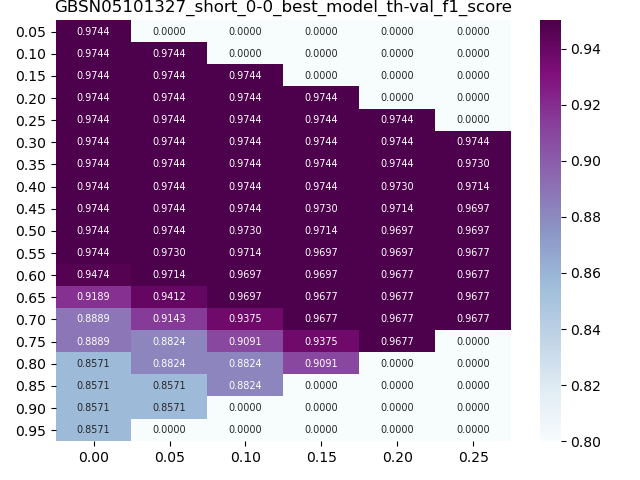 GBSN05101327_short_0-0_best_model_th-val_f1_score
0.05 0.9744 0.0000 0.0000 0.0000 0.0000 0.0000
0.10 0.9744 0.9744 0.0000 0.0000 0.0000 0.0000
0.15 0.9744 0.9744 0.9744 0.0000 0.0000 0.0000
0.20 0.9744 0.9744 0.9744 0.9744 0.0000 0.0000
0.25 0.9744 0.9744 0.9744 0.9744 0.9744 0.0000
0.30 0.9744 0.9744 0.9744 0.9744 0.9744 0.9744
0.35 0.9744 0.9744 0.9744 0.9744 0.9744 0.9730
0.40 0.9744 0.9744 0.9744 0.9744 0.9730 0.9714
0.45 0.9744 0.9744 0.9744 0.9730 0.9714 0.9697
0.50 0.9744 0.9744 0.9730 0.9714 0.9697 0.9697
0.55 0.9744 0.9730 0.9714 0.9697 0.9697 0.9677
0.60 0.9474 0.9714 0.9697 0.9697 0.9677 0.9677
0.65 0.9189 0.9412 0.9697 0.9677 0.9677 0.9677
0.70 0.8889 0.9143 0.9375 0.9677 0.9677 0.9677
0.75 0.8889 0.8824 0.9091 0.9375 0.9677 0.0000
0.80 0.8571 0.8824 0.8824 0.9091 0.0000 0.0000
0.85 0.8571 0.8571 0.8824 0.0000 0.0000 0.0000
0.90 0.8571 0.8571 0.0000 0.0000 0.0000 0.0000
0.95 0.8571 0.0000 0.0000 0.0000 0.0000 0.0000
0.00 0.05 0.10 0.15 0.20 0.25
0.94
0.92
0.90
0.88
0.86
0.84
0.82
0.80